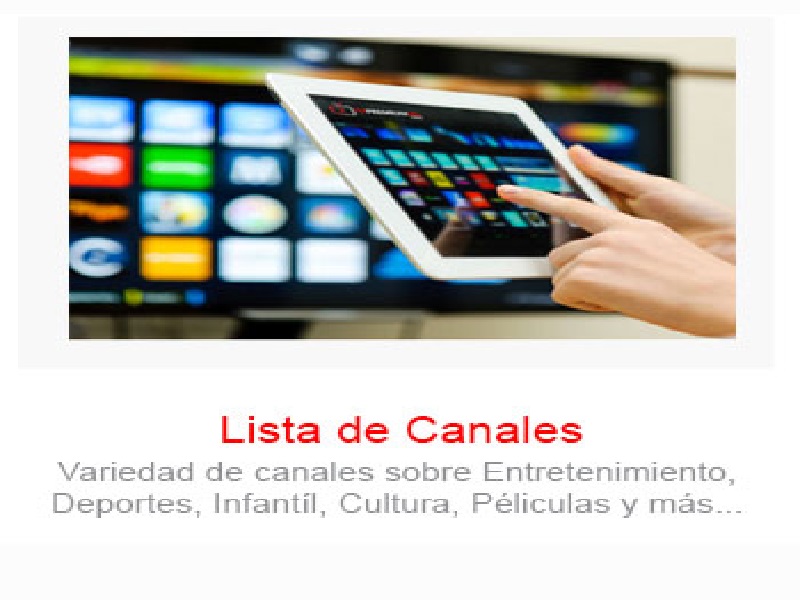 Lista de Canales
Variedad de canales sobre Entretenimiento,
Deportes, Infantíl, Cultura, Péliculas y más...